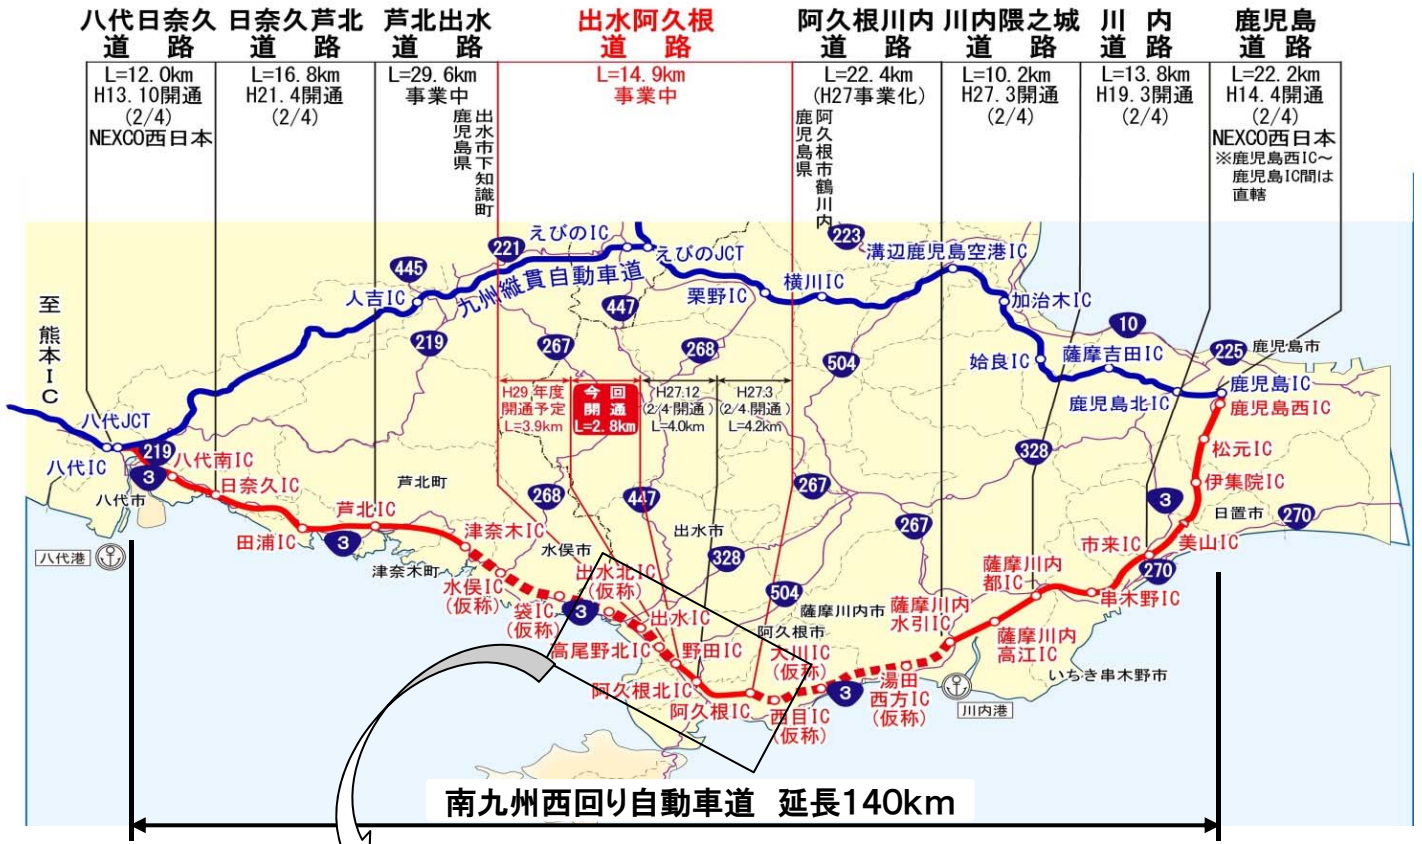 八代日奈久
道 路
日奈久芦北
道 路
芦北出水
道 路
出水阿久根
道 路
阿久根川内
道 路
川内隈之城
道 路
川 内
道 路
鹿児島
道 路
L=12.0km
H13.10開通
(2/4)
NEXCO西日本
L=16.8km
H21.4開通
(2/4)
L=29.6km
事業中
L=14.9km
事業中
L=22.4km
(H27事業化)
L=10.2km
H27.3開通
(2/4)
L=13.8km
H19.3開通
(2/4)
L=22.2km
H14.4開通
(2/4)
NEXCO西日本
※鹿児島西IC~
鹿児島IC間は
直轄
出水市下知識町
鹿児島県
阿久根市鶴川内
鹿児島県
至 熊本IC
えびのIC
えびのJCT
221
223
溝辺鹿児島空港IC
445
人吉IC
九州縦貫自動車道
栗野IC
横川IC
加治木IC
447
219
267
268
504
10
姶良IC
薩摩吉田IC
225
鹿児島市
鹿児島北IC
鹿児島IC
鹿児島西IC
H29年度
開通予定
L=3.9km
今 回
開 通
L=2.8km
H27.12
(2/4開通)
L=4.0km
H27.3
(2/4開通)
L=4.2km
八代JCT
八代IC
219
3
八代南IC
日奈久IC
八代市
八代港
田浦IC
芦北IC
3
芦北町
津奈木IC
津奈木町
水俣IC
(仮称)
袋IC
(仮称)
水俣市
268
447
出水市
328
267
267
328
504
出水北IC
(仮称)
3
出水IC
高尾野北IC
野田IC
阿久根北IC
阿久根IC
阿久根市
大川IC
(仮称)
西目IC
(仮称)
3
湯田
西方IC
(仮称)
薩摩川内市
薩摩川内
水引IC
薩摩川内
都IC
薩摩川内
高江IC
川内港
いちき串木野市
串木野IC
市来IC
270
美山IC
3
伊集院IC
松元IC
日置市
270
南九州西回り自動車道 延長140km